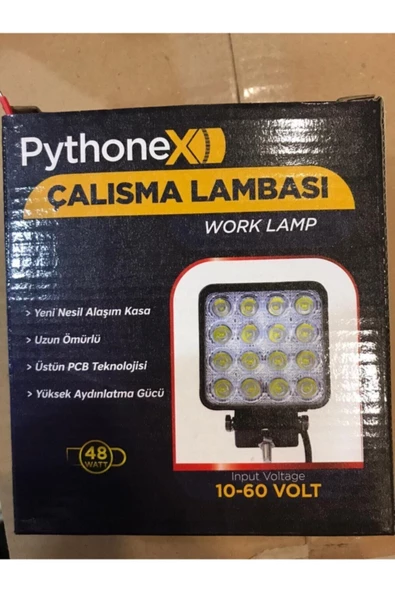 PythoneX
ÇALISMA LAMBASI
WORK LAMP
> Yeni Nesil Alaşım Kasa
> Uzun Ömürlü
> Üstün PCB Teknolojisi
> Yüksek Aydınlatma Gücü
48
WATT
Input Voltage
10-60 VOLT